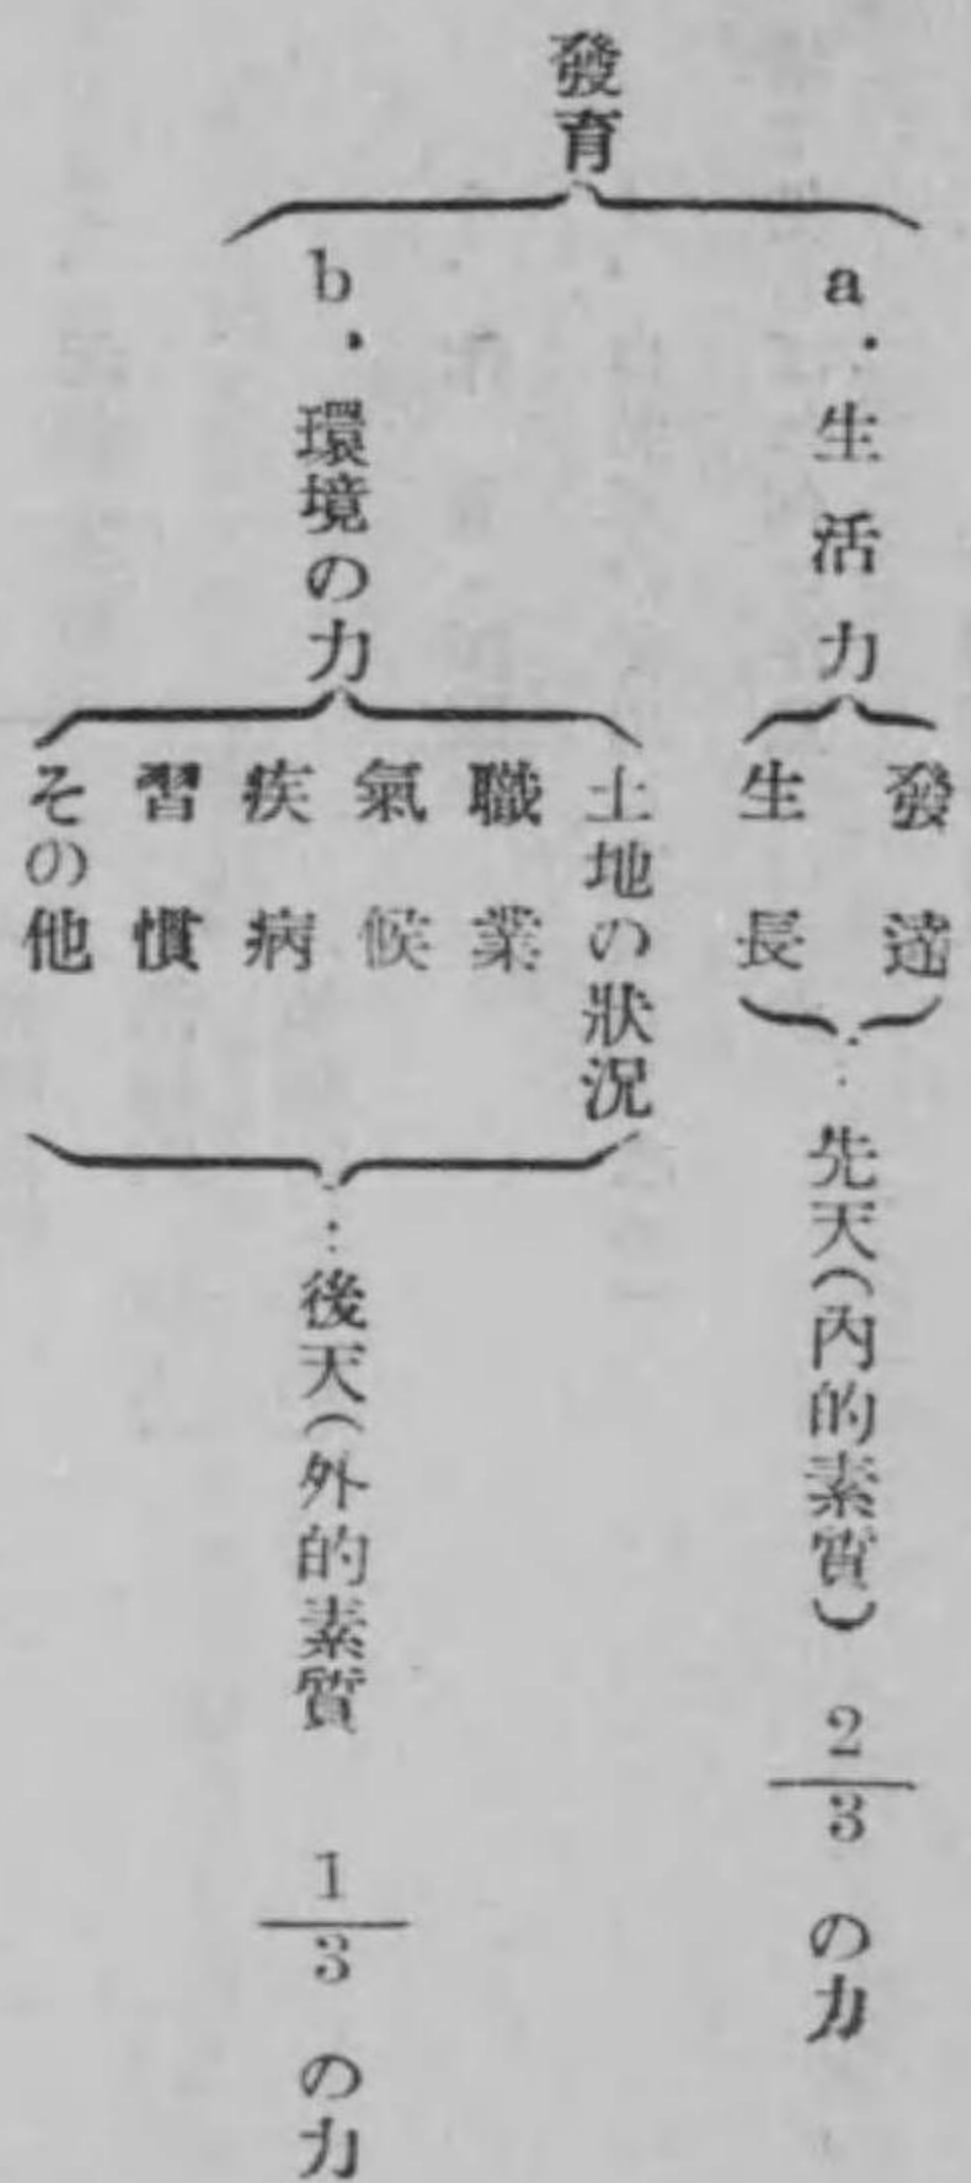 發育
a．生活力
發達
生長
…先天(內的素質) 2/3 の力
b．環境の力
土地の狀況
職業
氣候
疾病
習慣
その他
…後天(外的素質 1/3 の力